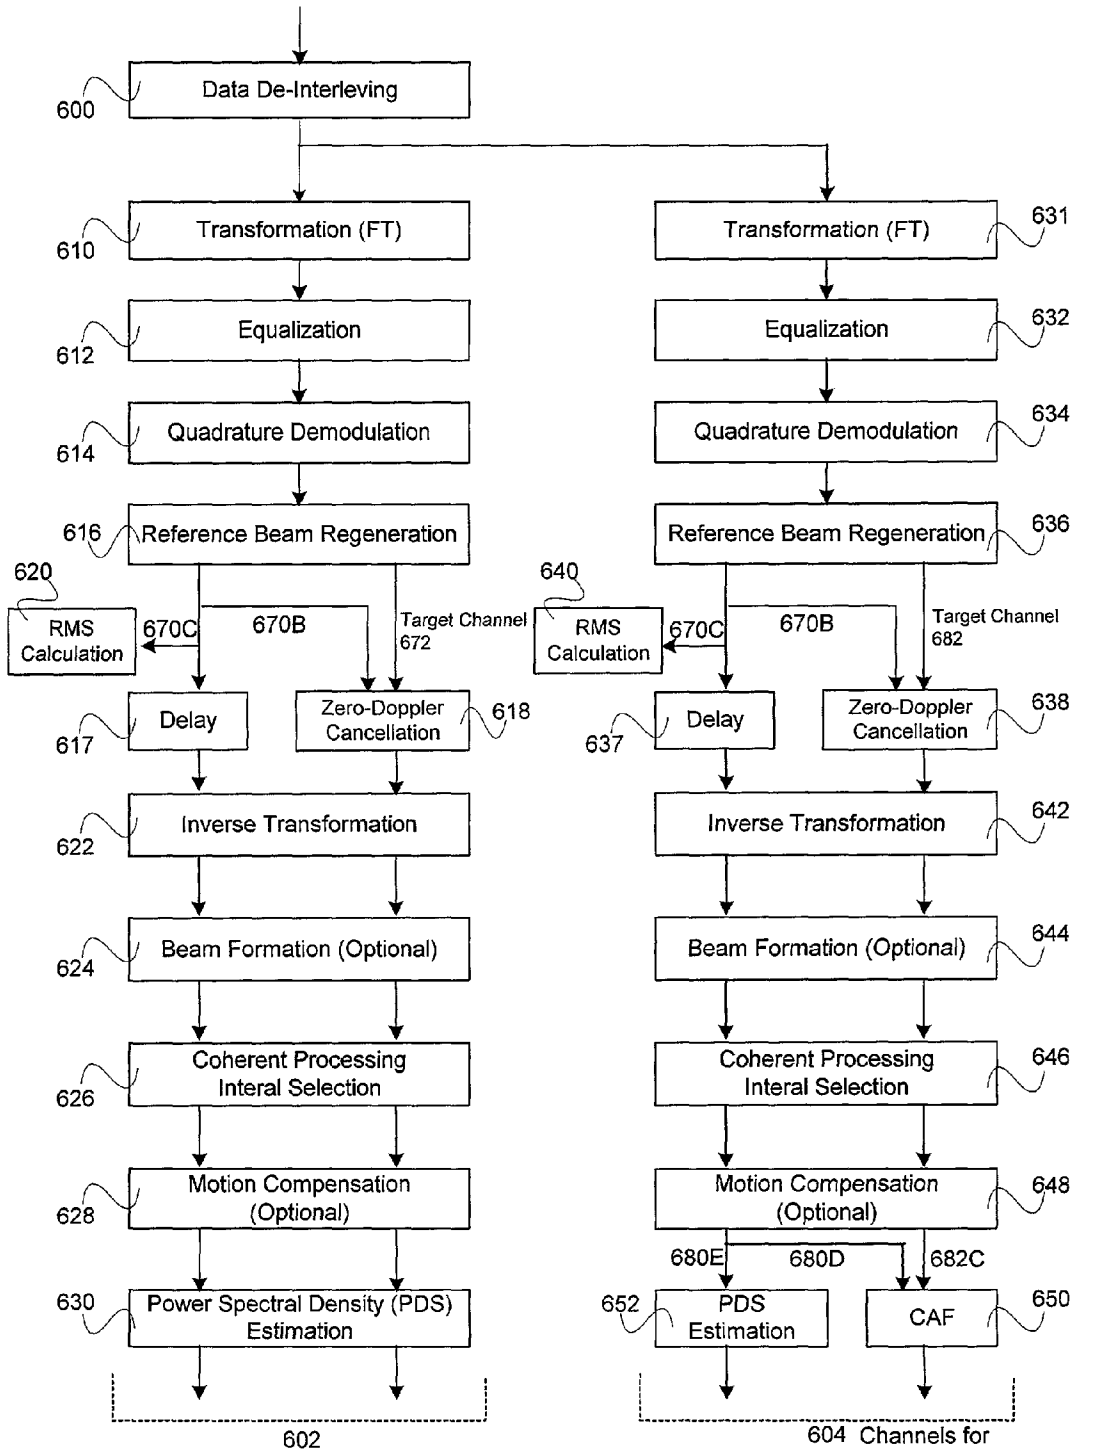 Data De-Interleving
600
Transformation (FT)
610
Transformation (FT)
631
Equalization
612
Equalization
632
Quadrature Demodulation
614
Quadrature Demodulation
634
616
Reference Beam Regeneration
Reference Beam Regeneration
636
620
RMS
Calculation
670C
670B
Target Channel
672
640
RMS
Calculation
670C
670B
Target Channel
682
Delay
617
Zero-Doppler
Cancellation
618
Delay
637
Zero-Doppler
Cancellation
638
Inverse Transformation
622
Inverse Transformation
642
Beam Formation (Optional)
624
Beam Formation (Optional)
644
Coherent Processing
Interal Selection
626
Coherent Processing
Interal Selection
646
Motion Compensation
(Optional)
628
Motion Compensation
(Optional)
648
680E
680D
682C
630
Power Spectral Density (PDS)
Estimation
652
PDS
Estimation
CAF
650
602
604 Channels for